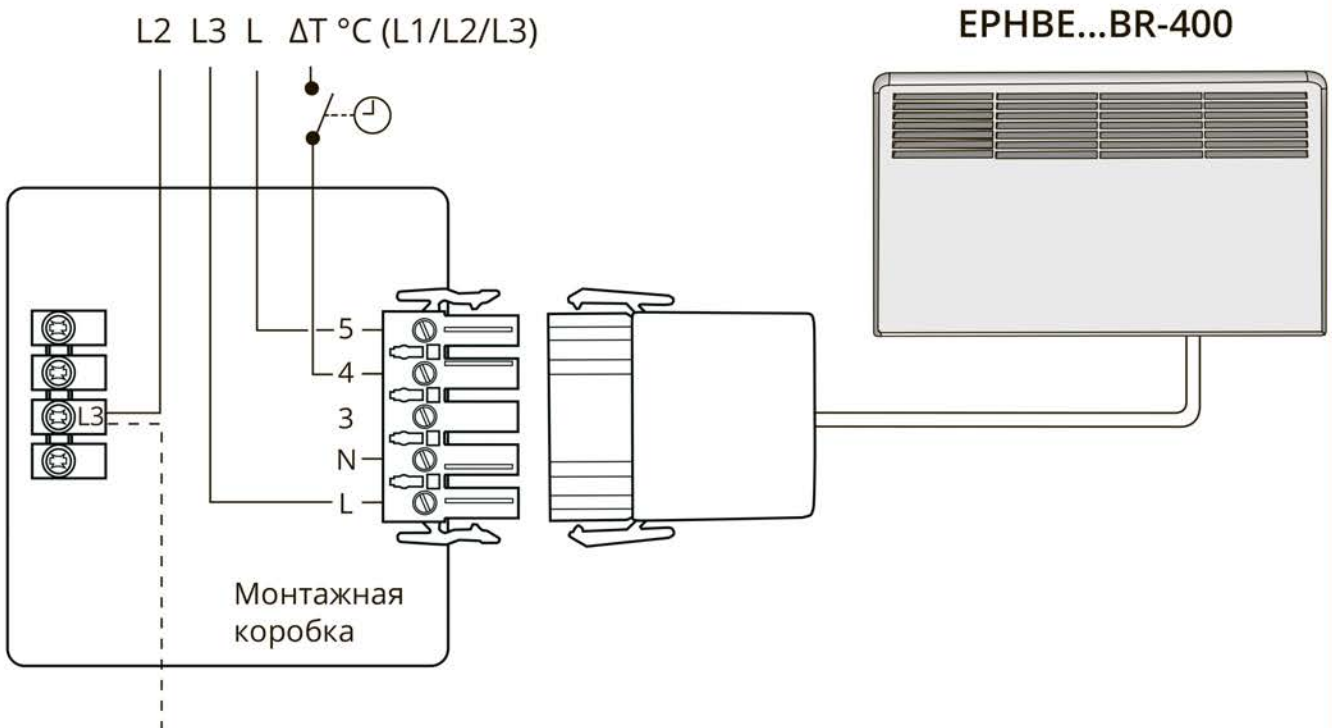 L2 L3 L ΔT °C (L1/L2/L3)
EPHBE...BR-400
5
4
L3
3
N
L
Монтажная
коробка